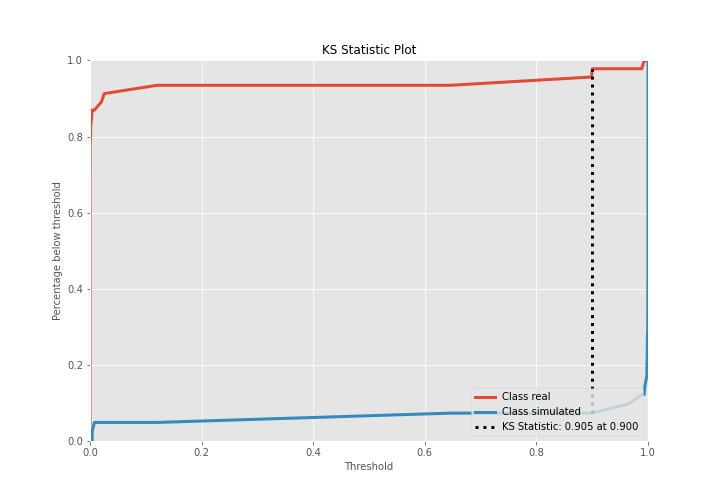 KS Statistic Plot
1.0
0.8
0.6
0.4
0.2
0.0
Percentage below threshold
0.0 0.2 0.4 0.6 0.8 1.0
Threshold
Class real
Class simulated
KS Statistic: 0.905 at 0.900